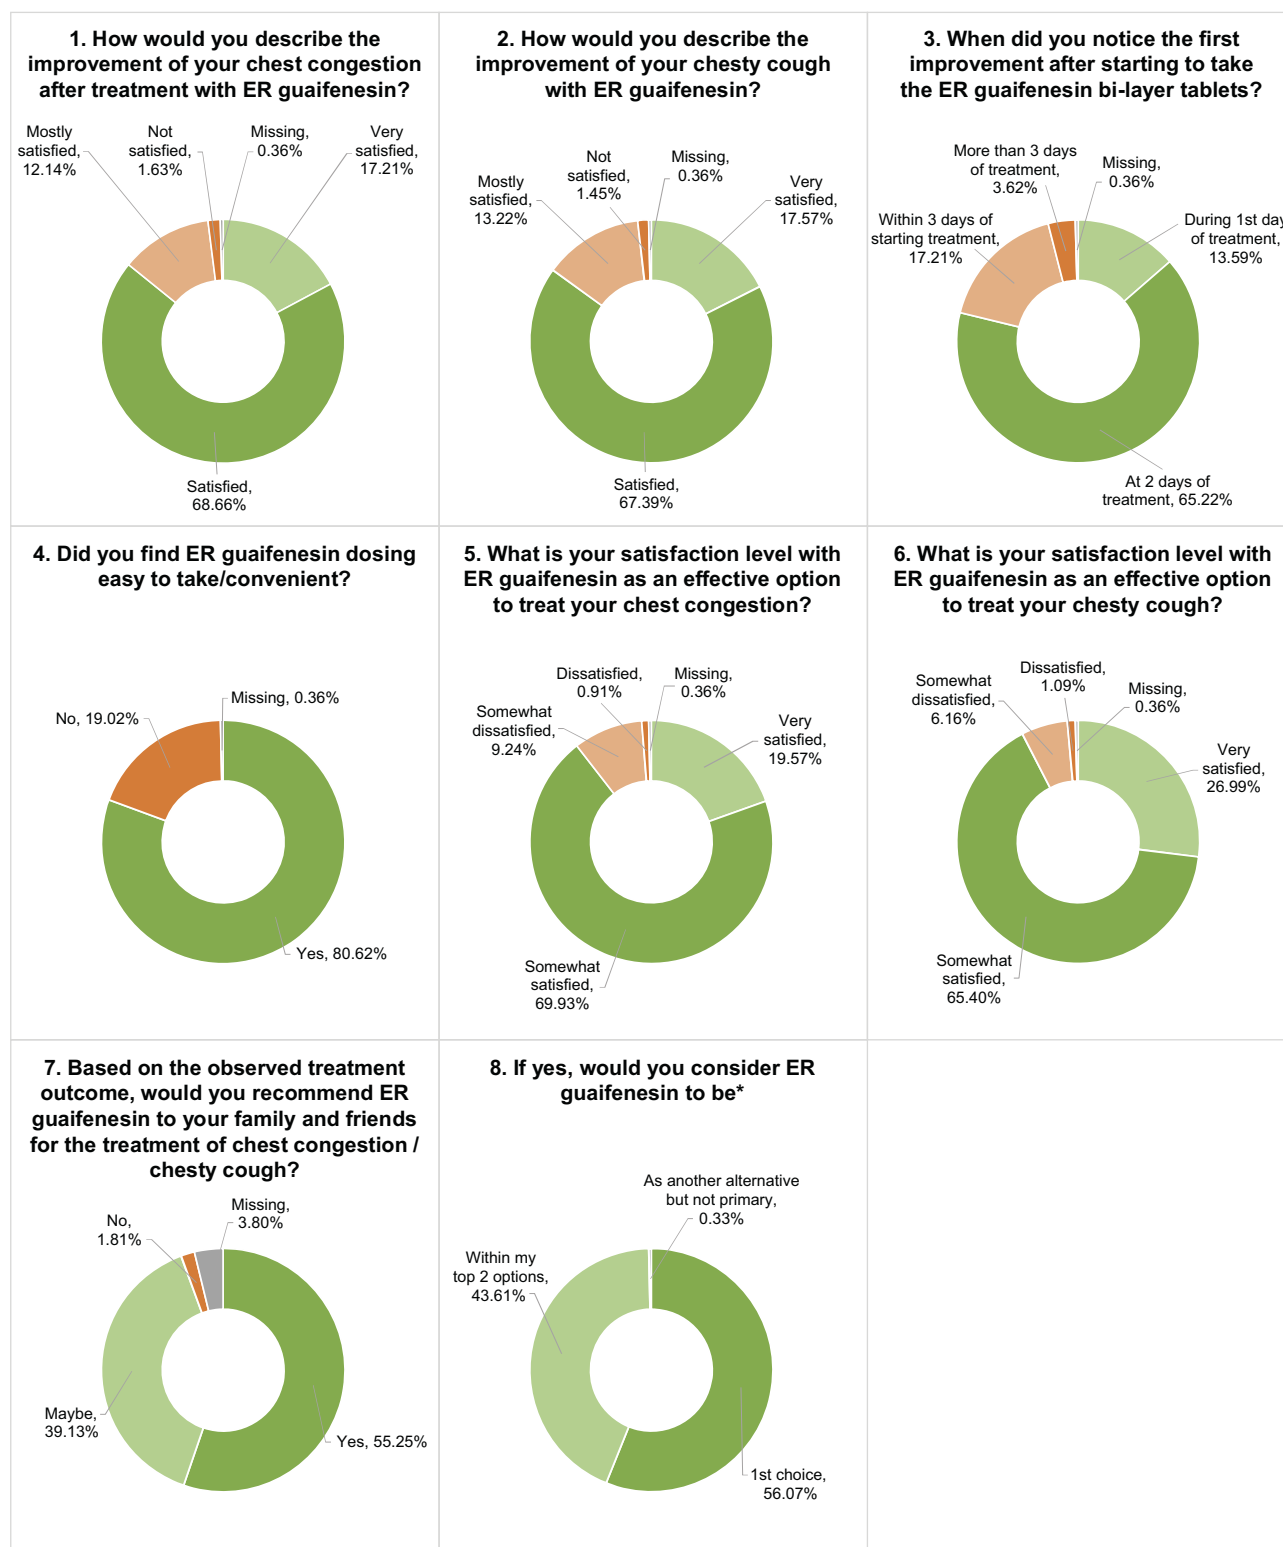 1. How would you describe the
improvement of your chest congestion
after treatment with ER guaifenesin?
Mostly
satisfied,
12.14%
Not
satisfied,
1.63%
Missing,
0.36%
Very
satisfied,
17.21%
Satisfied,
68.66%
2. How would you describe the
improvement of your chesty cough
with ER guaifenesin?
Mostly
satisfied,
13.22%
Not
satisfied,
1.45%
Missing,
0.36%
Very
satisfied,
17.57%
Satisfied,
67.39%
3. When did you notice the first
improvement after starting to take
the ER guaifenesin bi-layer tablets?
Within 3 days of
starting treatment,
17.21%
More than 3 days
of treatment,
3.62%
Missing,
0.36%
During 1st day
of treatment,
13.59%
At 2 days of
treatment, 65.22%
4. Did you find ER guaifenesin dosing
easy to take/convenient?
No, 19.02%
Missing, 0.36%
Yes, 80.62%
5. What is your satisfaction level with
ER guaifenesin as an effective option
to treat your chest congestion?
Somewhat
dissatisfied,
9.24%
Dissatisfied,
0.91%
Missing,
0.36%
Very
satisfied,
19.57%
Somewhat
satisfied,
69.93%
6. What is your satisfaction level with
ER guaifenesin as an effective option
to treat your chesty cough?
Somewhat
dissatisfied,
6.16%
Dissatisfied,
1.09%
Missing,
0.36%
Very
satisfied,
26.99%
Somewhat
satisfied,
65.40%
7. Based on the observed treatment
outcome, would you recommend ER
guaifenesin to your family and friends
for the treatment of chest congestion /
chesty cough?
No,
1.81%
Missing,
3.80%
Maybe,
39.13%
Yes, 55.25%
8. If yes, would you consider ER
guaifenesin to be*
As another alternative
but not primary,
0.33%
Within my
top 2 options,
43.61%
1st choice,
56.07%